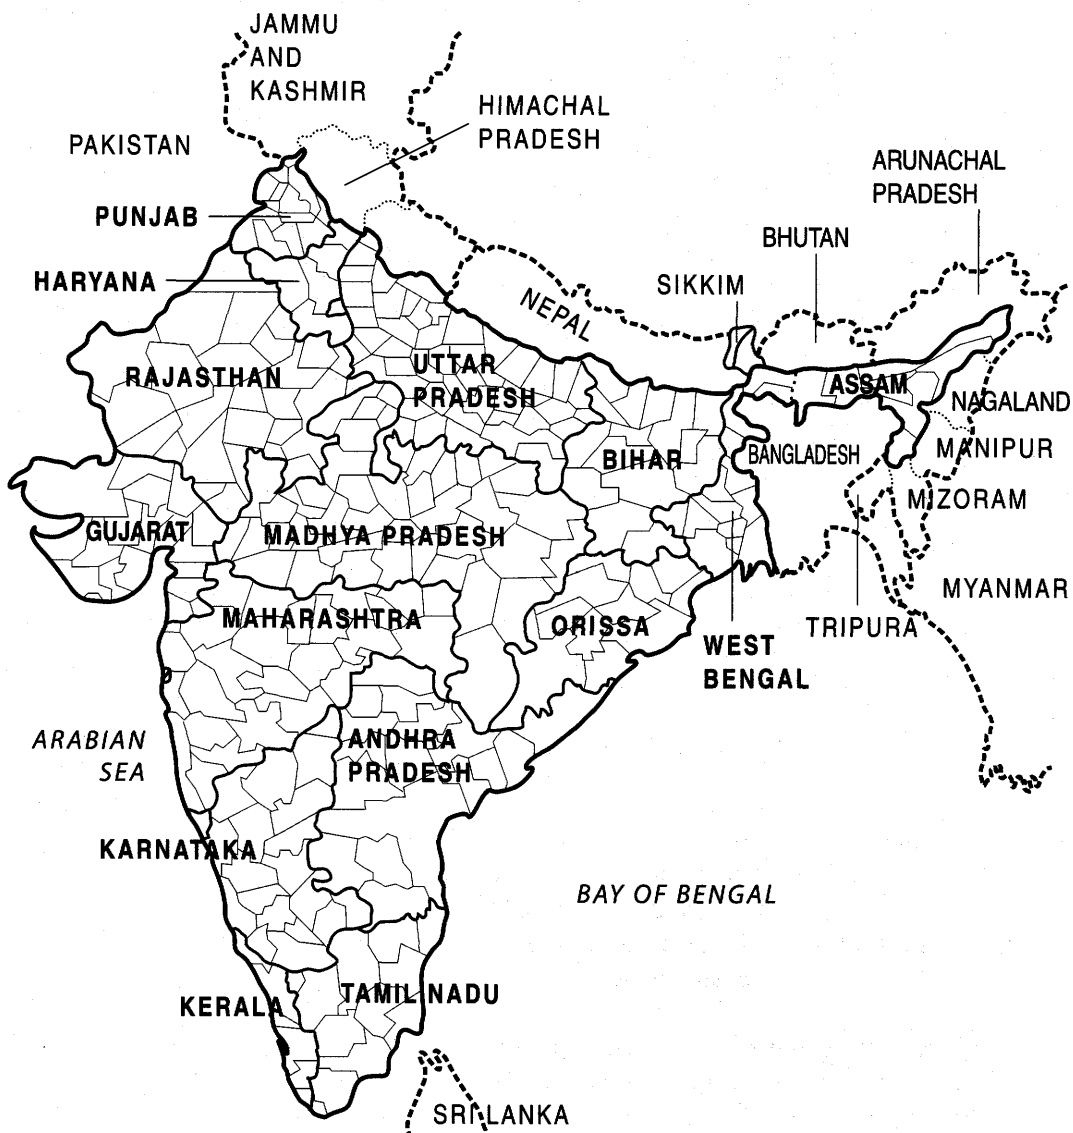 JAMMU
AND
KASHMIR
HIMACHAL
PRADESH
PAKISTAN
ARUNACHAL
PRADESH
PUNJAB
BHUTAN
HARYANA
SIKKIM
NEPAL
UTTAR
PRADESH
RAJASTHAN
ASSAM
NAGALAND
BIHAR
BANGLADESH
MANIPUR
MIZORAM
GUJARAT
MADHYA PRADESH
MYANMAR
MAHARASHTRA
ORISSA
TRIPURA
WEST
BENGAL
ARABIAN
SEA
ANDHRA
PRADESH
KARNATAKA
BAY OF BENGAL
KERALA
TAMIL NADU
SRI LANKA